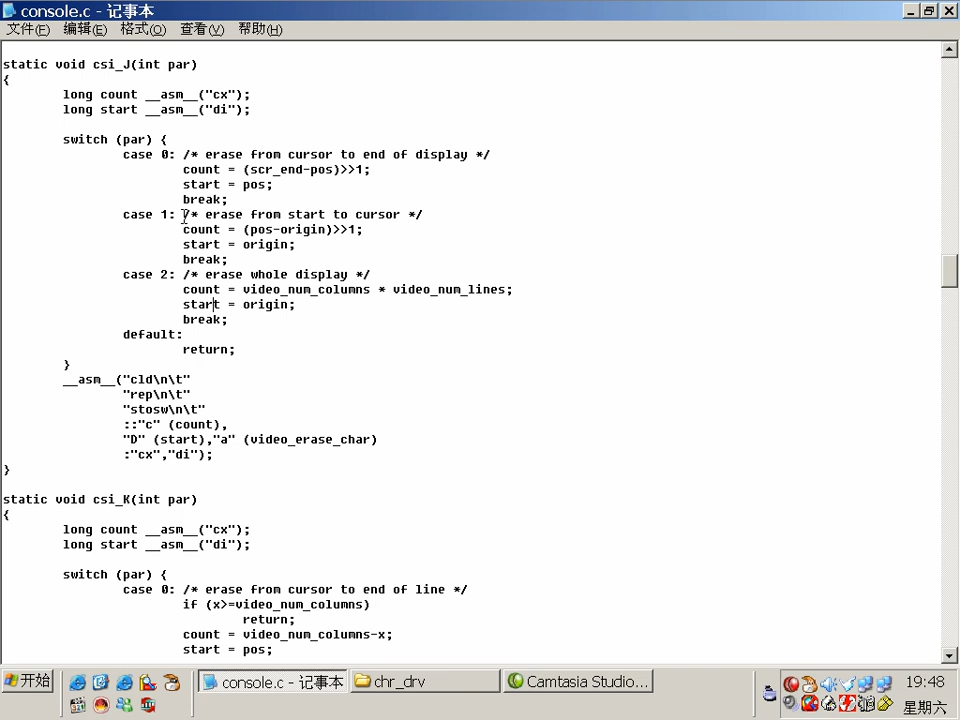 console.c - 记事本
文件(F) 编辑(E) 格式(O) 查看(V) 帮助(H)
static void csi_J(int par)
{
long count __asm__("cx");
long start __asm__("di");
switch (par) {
case 0: /* erase from cursor to end of display */
count = (scr_end-pos)>>1;
start = pos;
break;
case 1: /* erase from start to cursor */
count = (pos-origin)>>1;
start = origin;
break;
case 2: /* erase whole display */
count = video_num_columns * video_num_lines;
start = origin;
break;
default:
return;
}
__asm__("cld\n\t"
"rep\n\t"
"stosw\n\t"
::"c" (count),
"D" (start),"a" (video_erase_char)
:"cx","di");
}
static void csi_K(int par)
{
long count __asm__("cx");
long start __asm__("di");
switch (par) {
case 0: /* erase from cursor to end of line */
if (x>=video_num_columns)
return;
count = video_num_columns-x;
start = pos;
开始 console.c - 记事本 chr_drv Camtasia Studio... 19:48
星期六